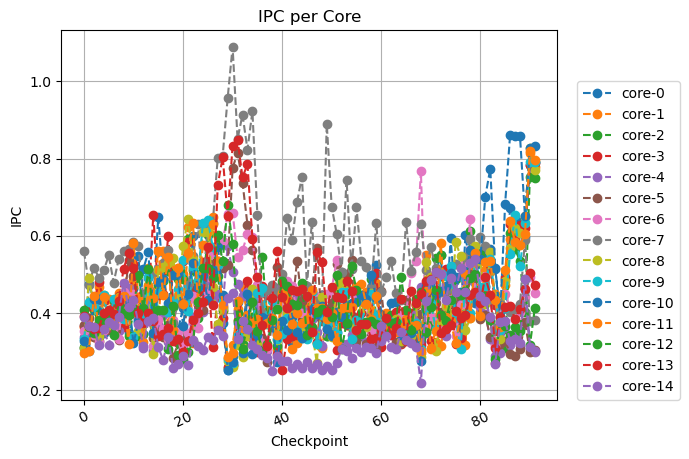 IPC per Core
IPC
1.0
0.8
0.6
0.4
0.2
0
20
40
60
80
Checkpoint
core-0
core-1
core-2
core-3
core-4
core-5
core-6
core-7
core-8
core-9
core-10
core-11
core-12
core-13
core-14